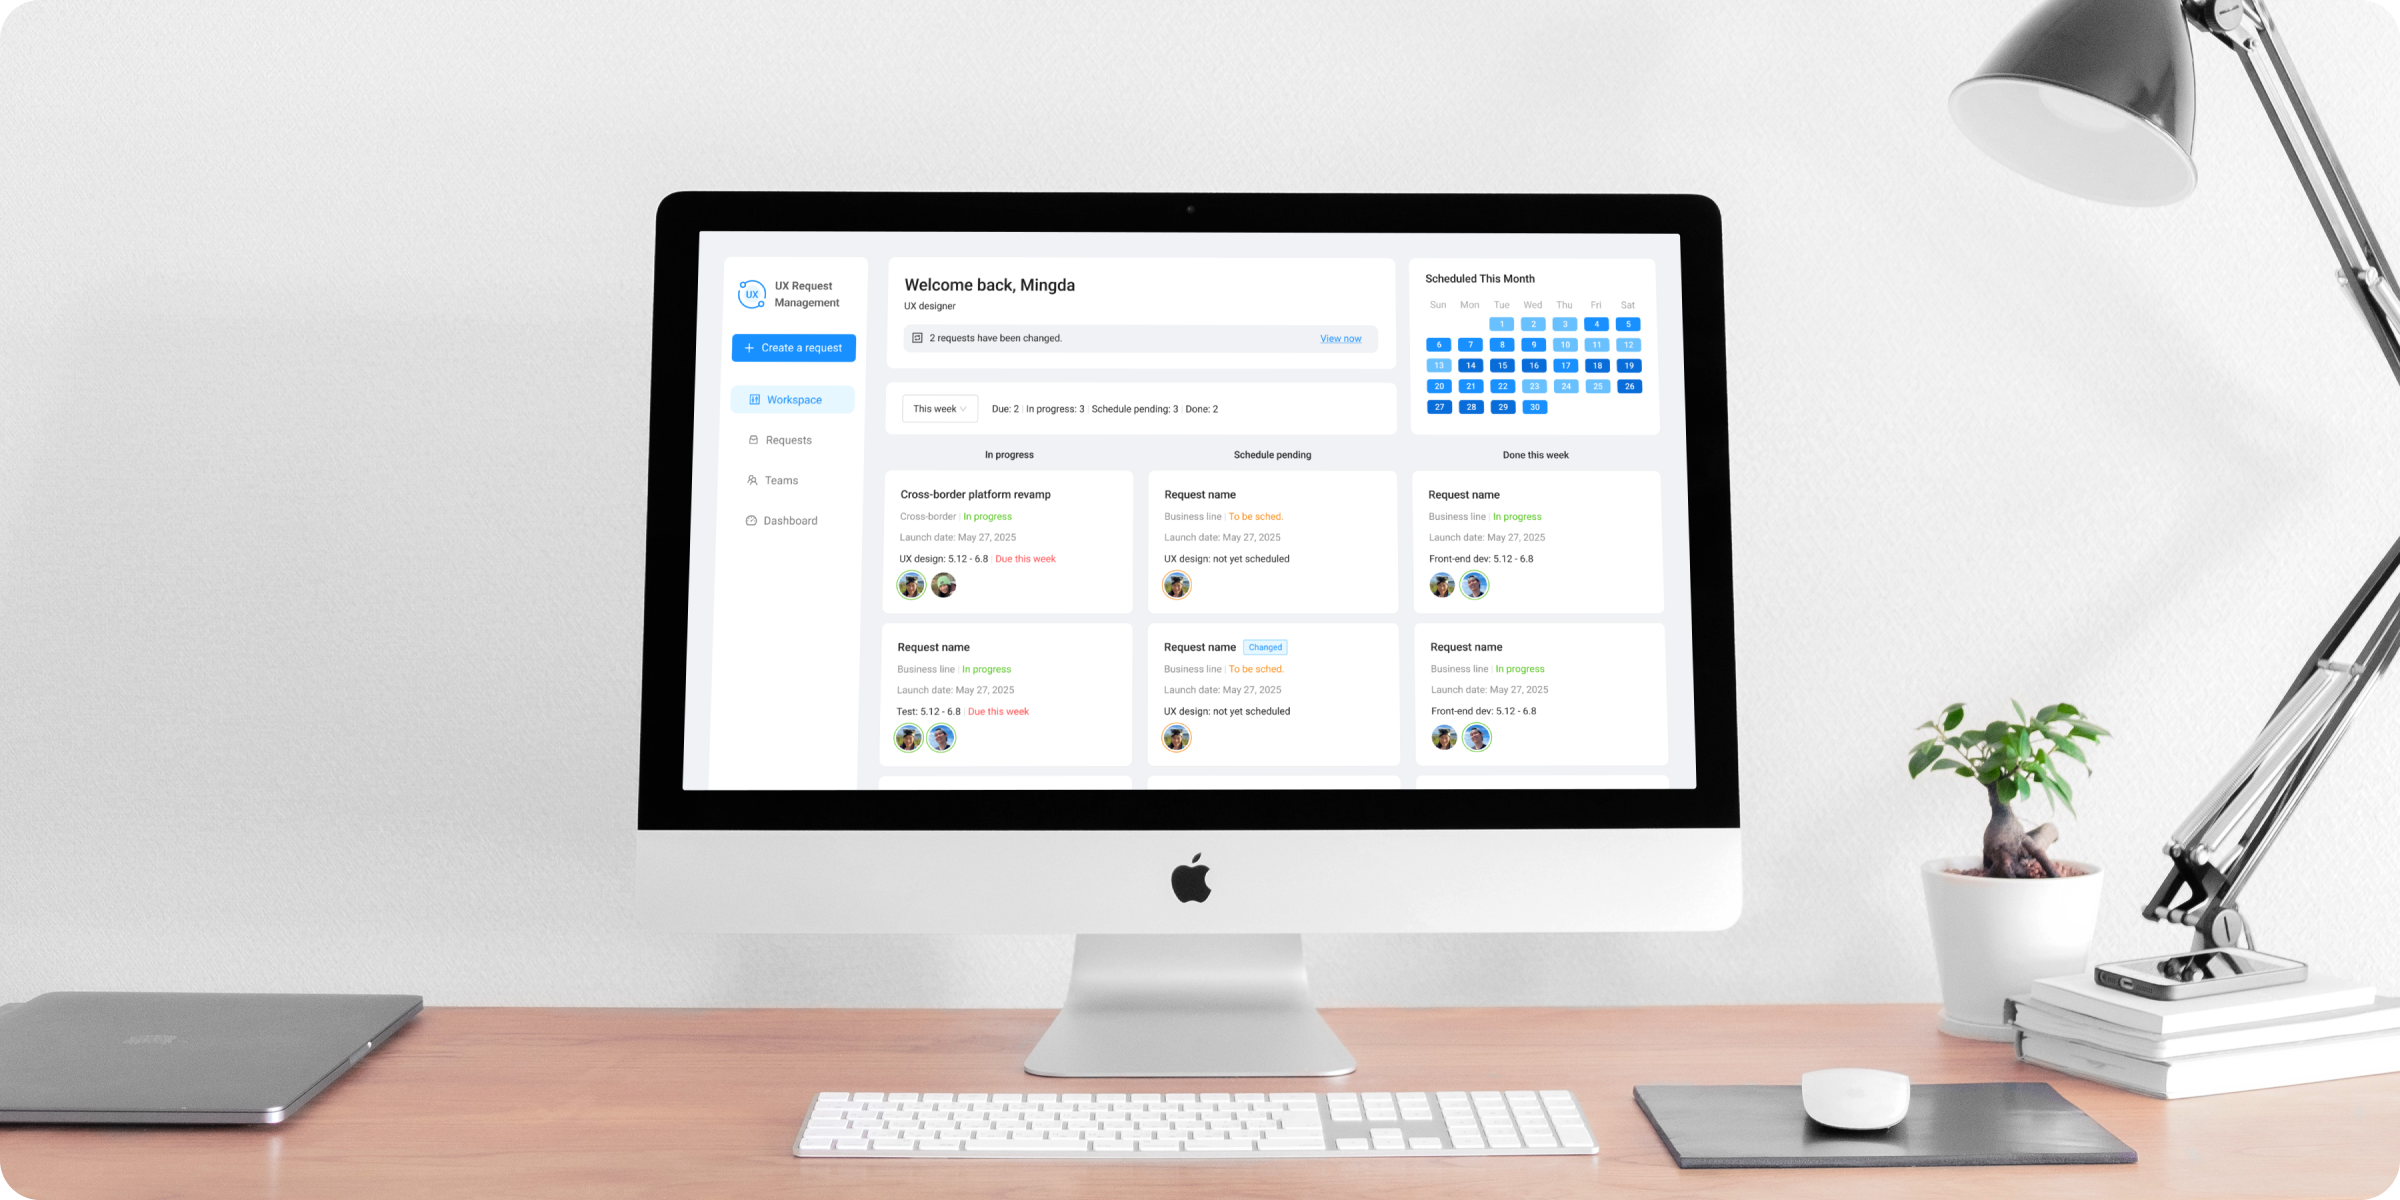 UX
UX Request
Management
+ Create a request
Workspace
Requests
Teams
Dashboard
Welcome back, Mingda
UX designer
2 requests have been changed.
View now
This week
Due: 2 | In progress: 3 | Schedule pending: 3 | Done: 2
Scheduled This Month
Sun Mon Tue Wed Thu Fri Sat
1 2 3 4 5
6 7 8 9 10 11 12
13 14 15 16 17 18 19
20 21 22 23 24 25 26
27 28 29 30
In progress
Cross-border platform revamp
Cross-border | In progress
Launch date: May 27, 2025
UX design: 5.12 - 6.8 | Due this week
Request name
Business line | In progress
Launch date: May 27, 2025
Test: 5.12 - 6.8 | Due this week
Schedule pending
Request name
Business line | To be sched.
Launch date: May 27, 2025
UX design: not yet scheduled
Request name Changed
Business line | To be sched.
Launch date: May 27, 2025
UX design: not yet scheduled
Done this week
Request name
Business line | In progress
Launch date: May 27, 2025
Front-end dev: 5.12 - 6.8
Request name
Business line | In progress
Launch date: May 27, 2025
Front-end dev: 5.12 - 6.8